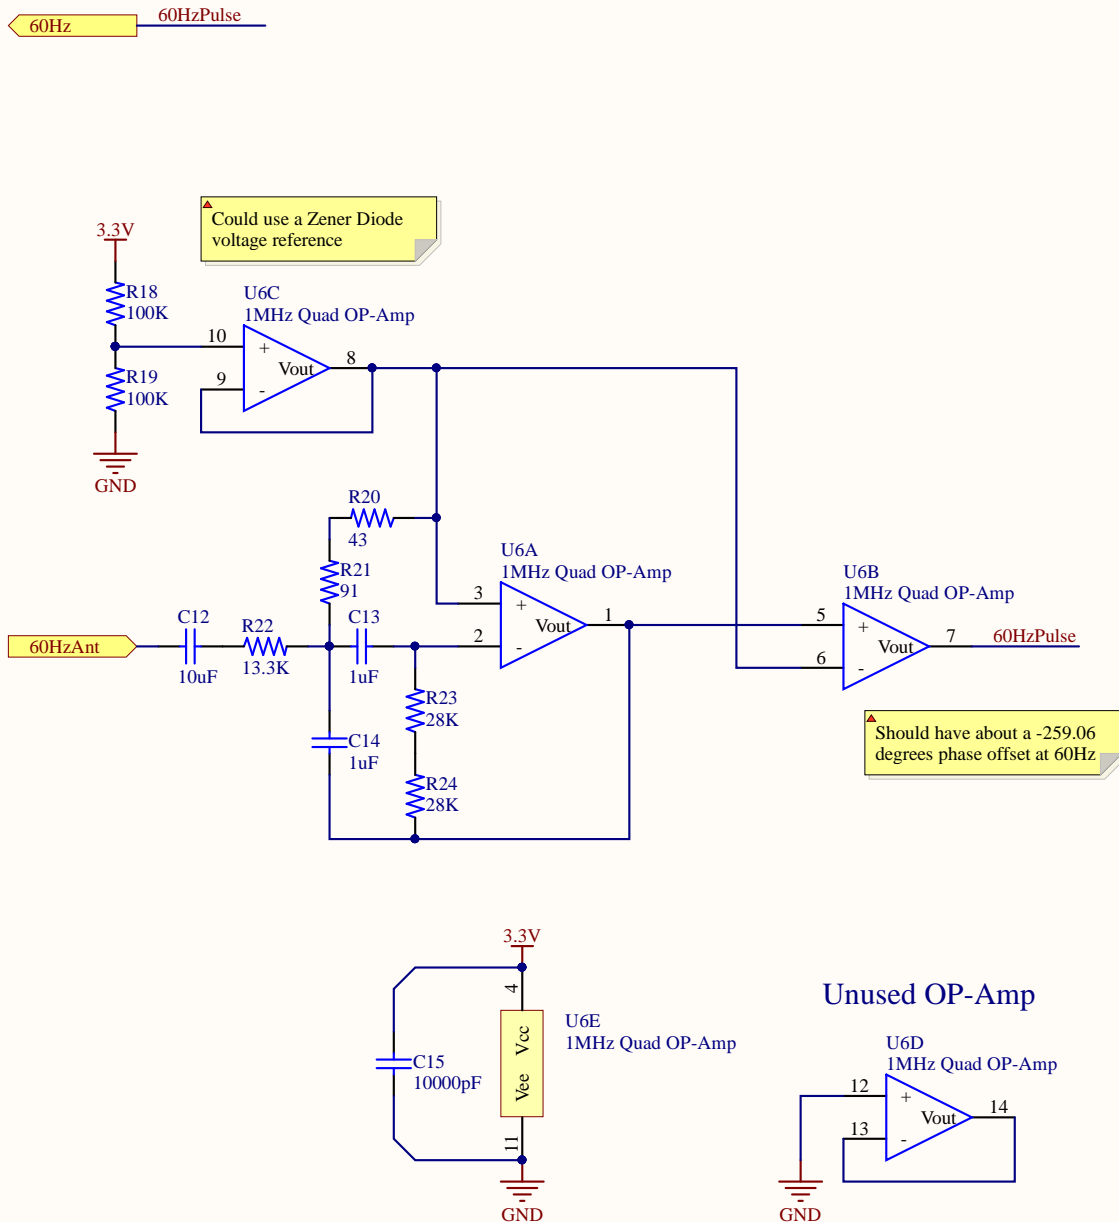 60HzPulse
60Hz
Could use a Zener Diode
voltage reference
3.3V
R18
100K
R19
100K
GND
U6C
1MHz Quad OP-Amp
10
+
Vout
8
9
-
R20
43
R21
91
U6A
1MHz Quad OP-Amp
3
+
Vout
1
2
-
60HzAnt
C12
10uF
R22
13.3K
C13
1uF
C14
1uF
R23
28K
R24
28K
U6B
1MHz Quad OP-Amp
5
+
Vout
7
60HzPulse
6
-
Should have about a -259.06
degrees phase offset at 60Hz
3.3V
4
Vcc
Vee
11
U6E
1MHz Quad OP-Amp
C15
10000pF
GND
Unused OP-Amp
U6D
1MHz Quad OP-Amp
12
+
Vout
14
13
-
GND